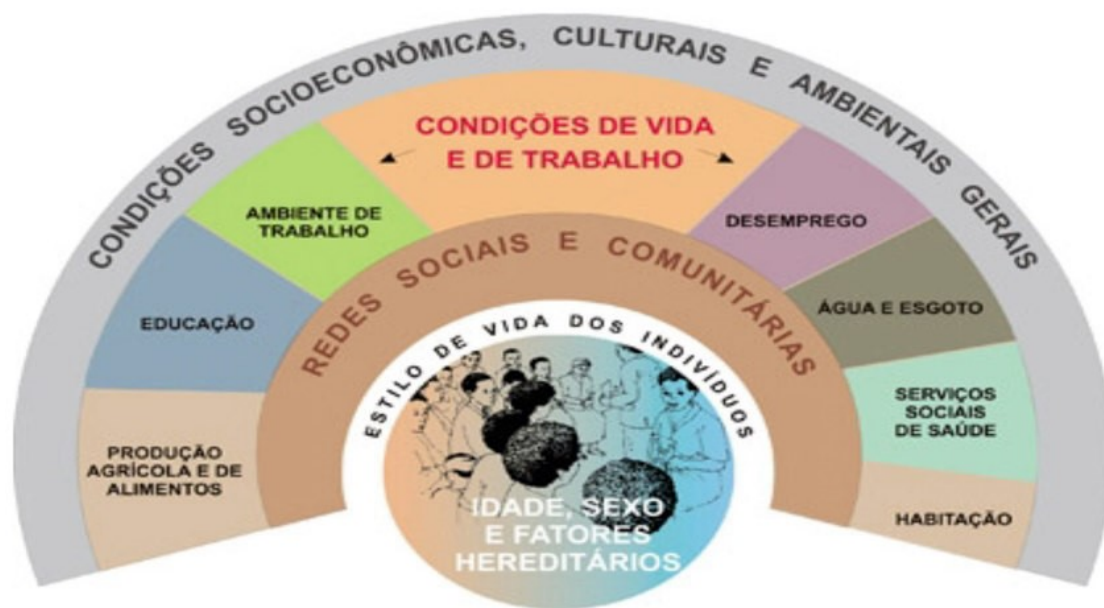 CONDIÇÕES SOCIOECONÔMICAS, CULTURAIS E AMBIENTAIS GERAIS
CONDIÇÕES DE VIDA
E DE TRABALHO
AMBIENTE DE
TRABALHO
DESEMPREGO
EDUCAÇÃO
ÁGUA E ESGOTO
PRODUÇÃO
AGRÍCOLA E DE
ALIMENTOS
SERVIÇOS
SOCIAIS
DE SAÚDE
HABITAÇÃO
REDES SOCIAIS E COMUNITÁRIAS
ESTILO DE VIDA DOS INDIVÍDUOS
IDADE, SEXO
E FATORES
HEREDITÁRIOS